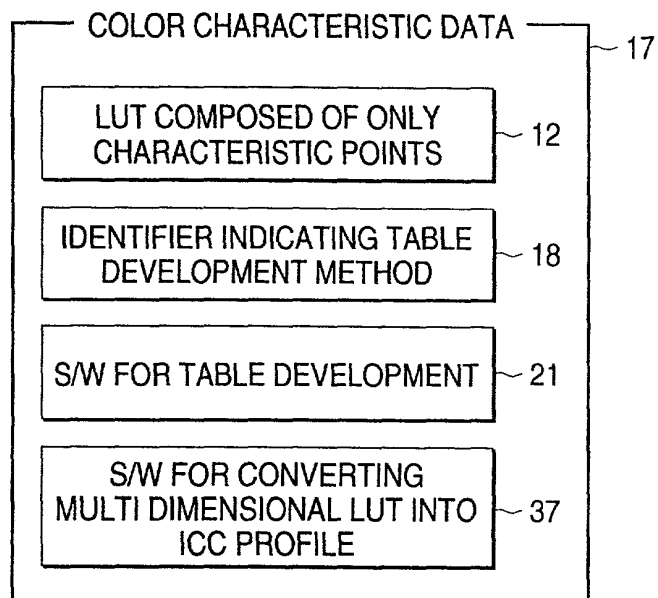 COLOR CHARACTERISTIC DATA
17
LUT COMPOSED OF ONLY
CHARACTERISTIC POINTS
12
IDENTIFIER INDICATING TABLE
DEVELOPMENT METHOD
18
S/W FOR TABLE DEVELOPMENT
21
S/W FOR CONVERTING
MULTI DIMENSIONAL LUT INTO
ICC PROFILE
37